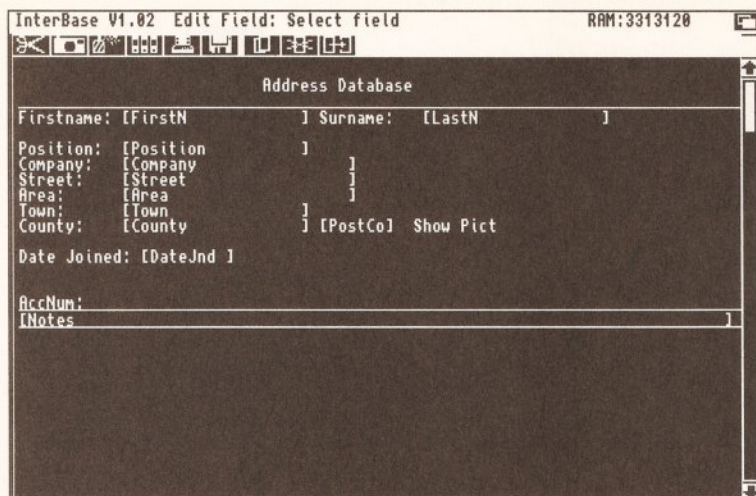 InterBase V1.02 Edit Field: Select field RAM:3313120
Address Database
Firstname: [FirstN ] Surname: [LastN ]
Position: [Position ]
Company: [Company ]
Street: [Street ]
Area: [Area ]
Town: [Town ]
County: [County ] [PostCo] Show Pict
Date Joined: [DateJnd ]
AccNum:
[Notes ]